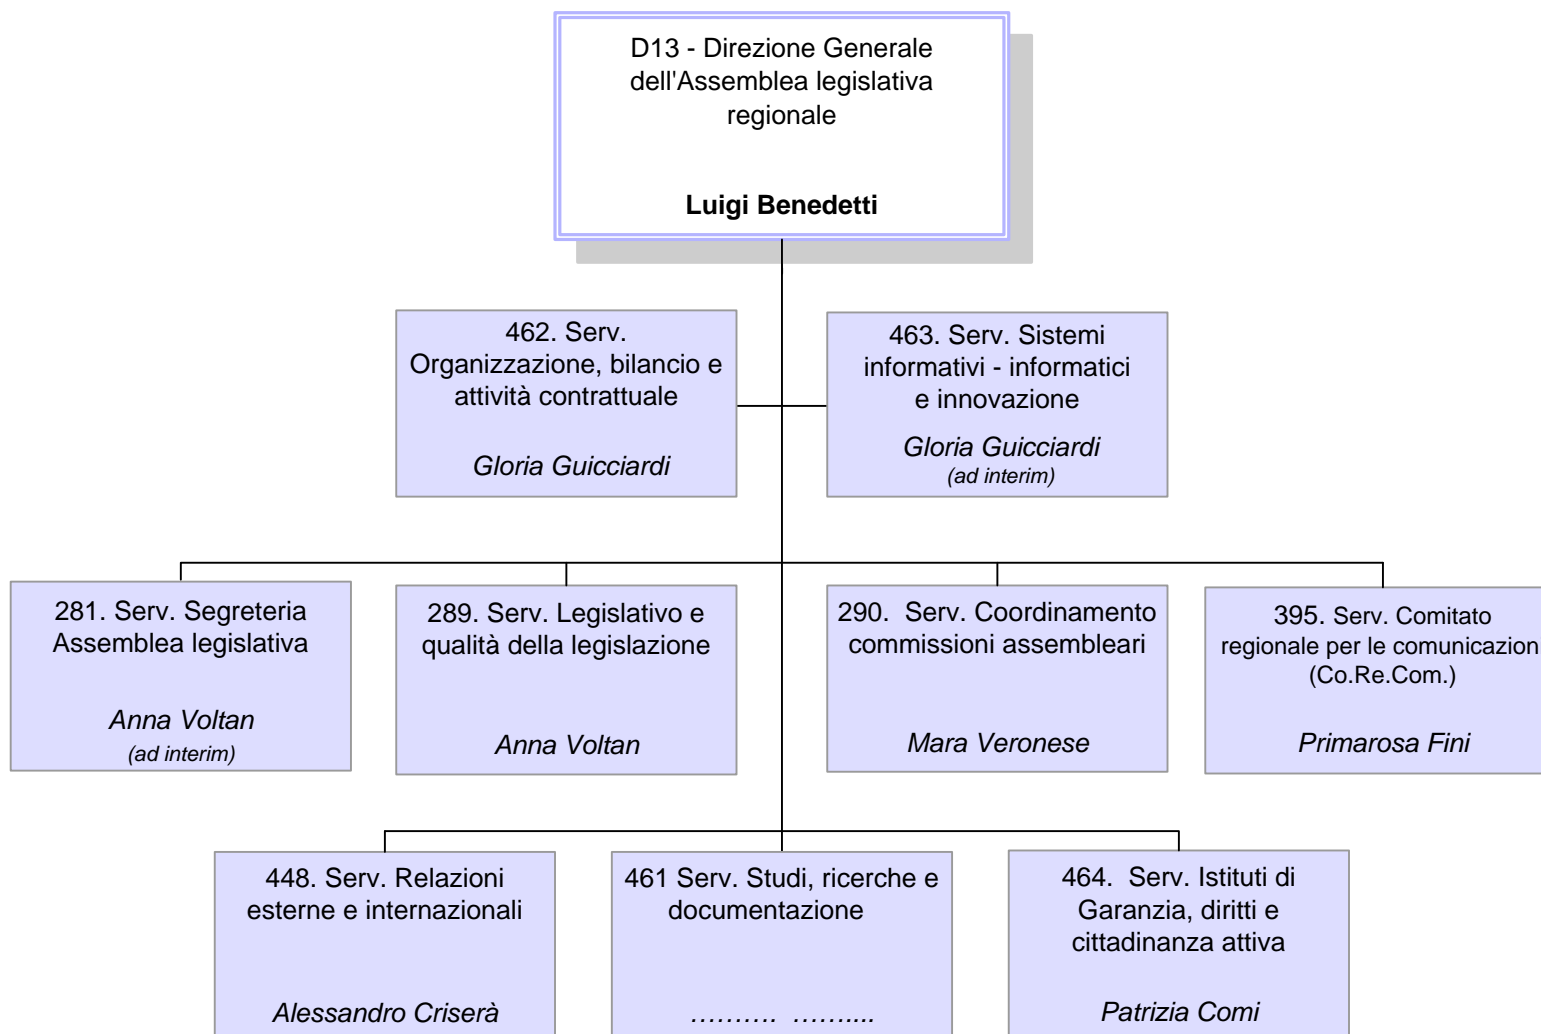 D13 - Direzione Generale
dell'Assemblea legislativa
regionale
Luigi Benedetti
462. Serv.
Organizzazione, bilancio e
attività contrattuale
Gloria Guicciardi
463. Serv. Sistemi
informativi - informatici
e innovazione
Gloria Guicciardi
(ad interim)
281. Serv. Segreteria
Assemblea legislativa
Anna Voltan
(ad interim)
289. Serv. Legislativo e
qualità della legislazione
Anna Voltan
290.  Serv. Coordinamento
commissioni assembleari
Mara Veronese
395. Serv. Comitato
regionale per le comunicazioni
(Co.Re.Com.)
Primarosa Fini
448. Serv. Relazioni
esterne e internazionali
Alessandro Criserà
461 Serv. Studi, ricerche e
documentazione
………. ……....
464.  Serv. Istituti di
Garanzia, diritti e
cittadinanza attiva
Patrizia Comi